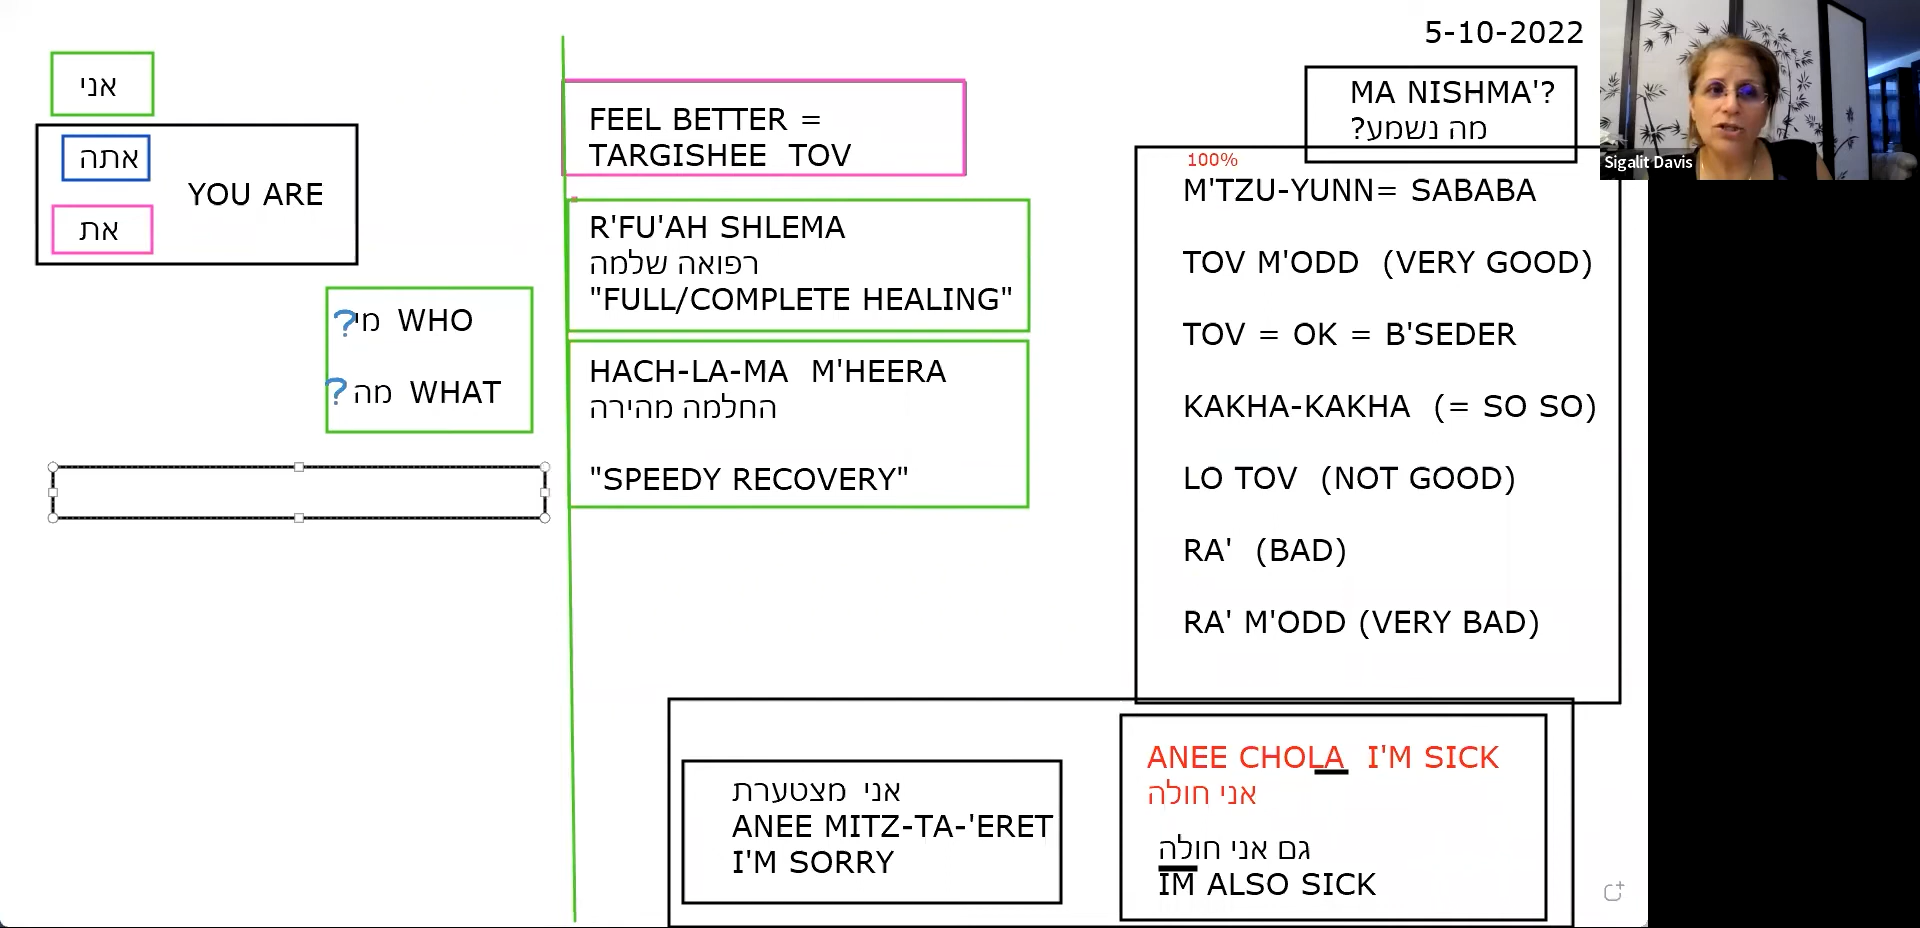 אני
אתה
YOU ARE
את
מי? WHO
מה? WHAT
FEEL BETTER =
TARGISHEE TOV
R'FU'AH SHLEMA
רפואה שלמה
"FULL/COMPLETE HEALING"
HACH-LA-MA M'HEERA
החלמה מהירה
"SPEEDY RECOVERY"
5-10-2022
MA NISHMA'?
מה נשמע?
100%
M'TZU-YUNN= SABABA
TOV M'ODD (VERY GOOD)
TOV = OK = B'SEDER
KAKHA-KAKHA (= SO SO)
LO TOV (NOT GOOD)
RA' (BAD)
RA' M'ODD (VERY BAD)
אני מצטערת
ANEE MITZ-TA-'ERET
I'M SORRY
ANEE CHOLA I'M SICK
אני חולה
גם אני חולה
IM ALSO SICK
Sigalit Davis